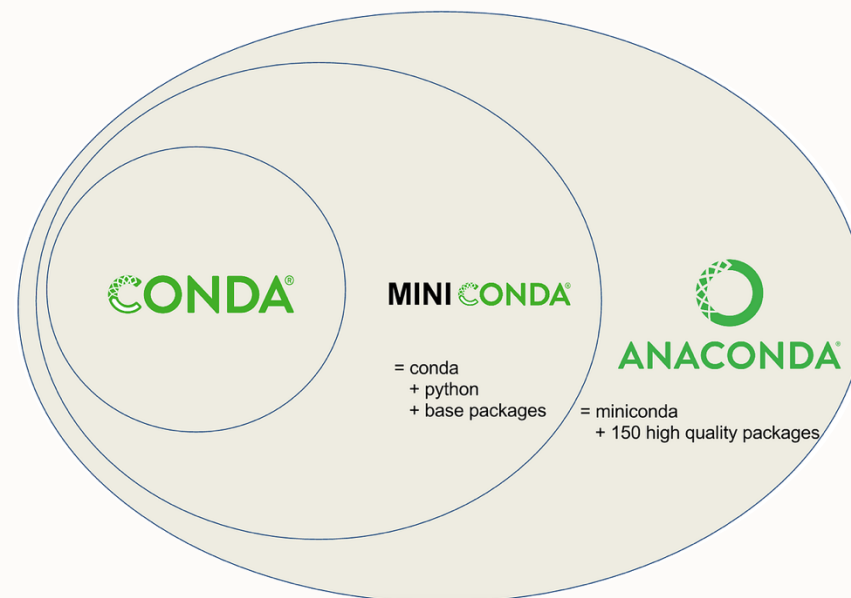 CONDA®
MINI CONDA®
= conda
+ python
+ base packages
ANACONDA®
= miniconda
+ 150 high quality packages